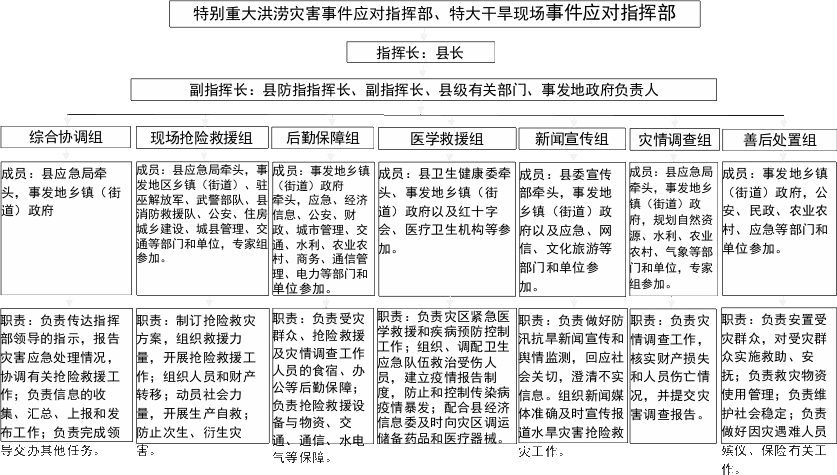 特别重大洪涝灾害事件应对指挥部、特大干旱现场事件应对指挥部
指挥长：县长
副指挥长：县防指指挥长、副指挥长、县级有关部门、事发地政府负责人
综合协调组
现场抢险救援组
后勤保障组
医学救援组
新闻宣传组
灾情调查组
善后处置组
成员：县应急局牵
头，事发地乡镇（街
道）政府
成员：县应急局牵头，事
发地区乡镇（街道）、驻
巫解放军、武警部队、县
消防救援队、公安、住房
城乡建设、城县管理、交
通等部门和单位，专家组
参加。
成员：事发地乡镇
（街道）政府
牵头，应急、经济
信息、公安、财
政、城市管理、交
通、水利、农业农
村、商务、通信管
理、电力等部门和
单位参加。
成员：县卫生健康委牵
头、事发地乡镇（街
道）政府以及红十字
会、医疗卫生机构等参
加。
成员：县委宣传
部牵头，事发地
乡镇（街道）政
府以及应急、网
信、文化旅游等
部门和单位参
加。
成员：县应急局
牵头，事发地乡
镇（街道）政
府，规划自然资
源、水利、农业
农村、气象等部
门和单位，专家
组参加。
成员：事发地乡镇
（街道）政府，公
安、民政、农业农
村、应急等部门和
单位参加。
职责：负责传达指挥
部领导的指示，报告
灾害应急处理情况，
协调有关抢险救援工
作；负责信息的收
集、汇总、上报和发
布工作；负责完成领
导交办其他任务。
职责：制订抢险救灾
方案，组织救援力
量，开展抢险救援工
作；组织人员和财产
转移；动员社会力
量，开展生产自救；
防止次生、衍生灾
害。
职责：负责受灾
群众、抢险救援
及灾情调查工作
人员的食宿、办
公等后勤保障；
负责抢险救援设
备与物资、交
通、通信、水电
气等保障。
职责：负责灾区紧急医
学救援和疾病预防控制
工作；组织、调配卫生
应急队伍救治受伤人
员，建立疫情报告制
度，防止和控制传染病
疫情暴发；配合县经济
信息委及时向灾区调运
储备药品和医疗器械。
职责：负责做好防
汛抗旱新闻宣传和
舆情监测，回应社
会关切，澄清不实
信息。组织新闻媒
体准确及时宣传报
道水旱灾害抢险救
灾工作。
职责：负责灾
情调查工作，
核实财产损失
和人员伤亡情
况，并提交灾
害调查报告。
职责：负责安置受
灾群众，对受灾群
众实施救助、安
抚；负责救灾物资
使用管理；负责维
护社会稳定；负责
做好因灾遇难人员
殡仪、保险有关工
作。